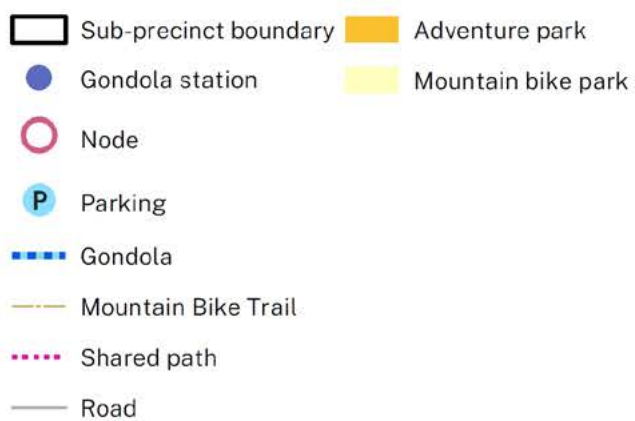 Sub-precinct boundary
Gondola station
Node
P Parking
Gondola
Mountain Bike Trail
Shared path
Road
Adventure park
Mountain bike park